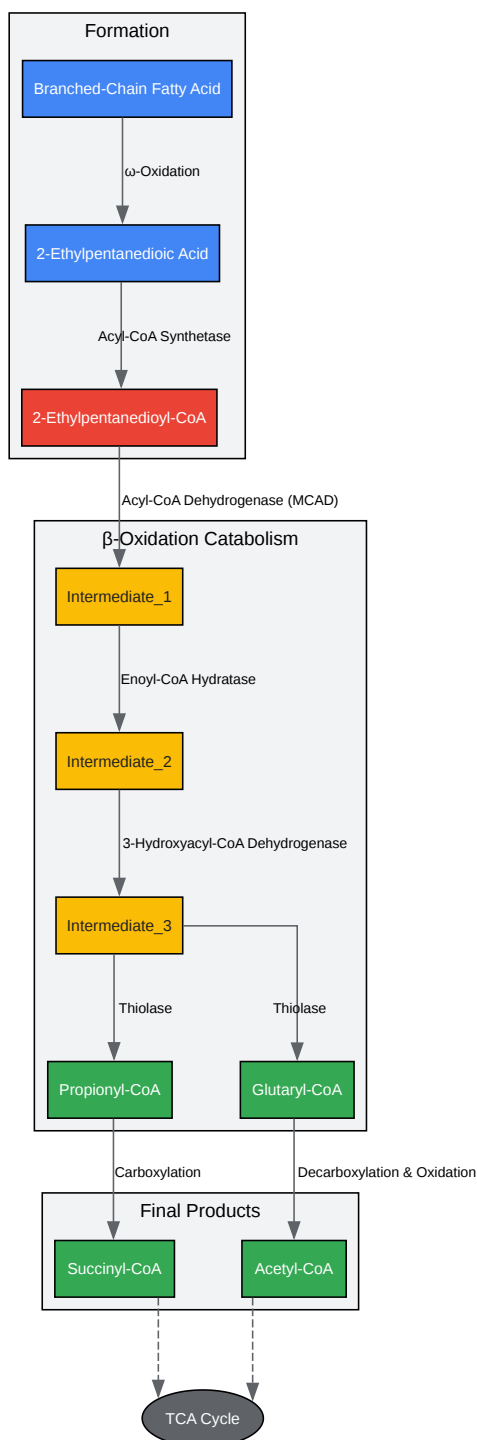 Formation
Branched-Chain Fatty Acid
ω-Oxidation
2-Ethylpentanedioic Acid
Acyl-CoA Synthetase
2-Ethylpentanedioyl-CoA
Acyl-CoA Dehydrogenase (MCAD)
β-Oxidation Catabolism
Intermediate_1
Enoyl-CoA Hydratase
Intermediate_2
3-Hydroxyacyl-CoA Dehydrogenase
Intermediate_3
Thiolase
Thiolase
Propionyl-CoA
Glutaryl-CoA
Carboxylation
Decarboxylation & Oxidation
Final Products
Succinyl-CoA
Acetyl-CoA
TCA Cycle